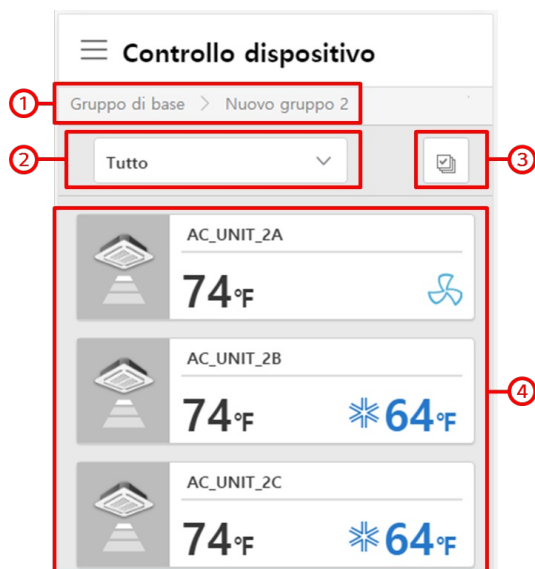 Controllo dispositivo
1 Gruppo di base > Nuovo gruppo 2
2 Tutto 3
AC_UNIT_2A
74°F
AC_UNIT_2B
74°F 64°F
4
AC_UNIT_2C
74°F 64°F